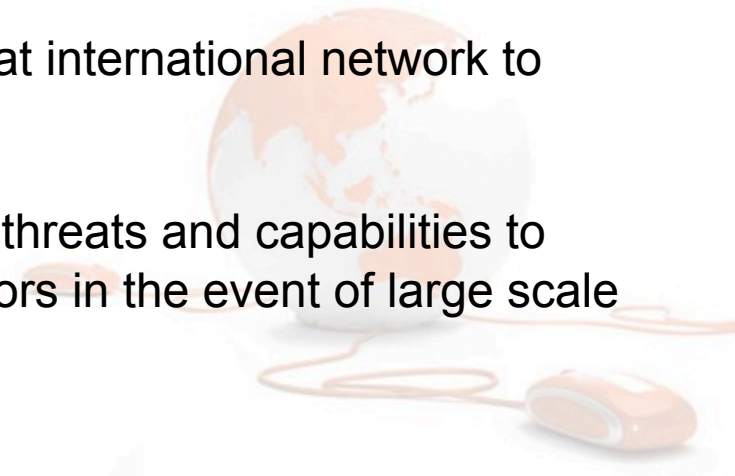 at international network to
threats and capabilities to
ors in the event of large scale